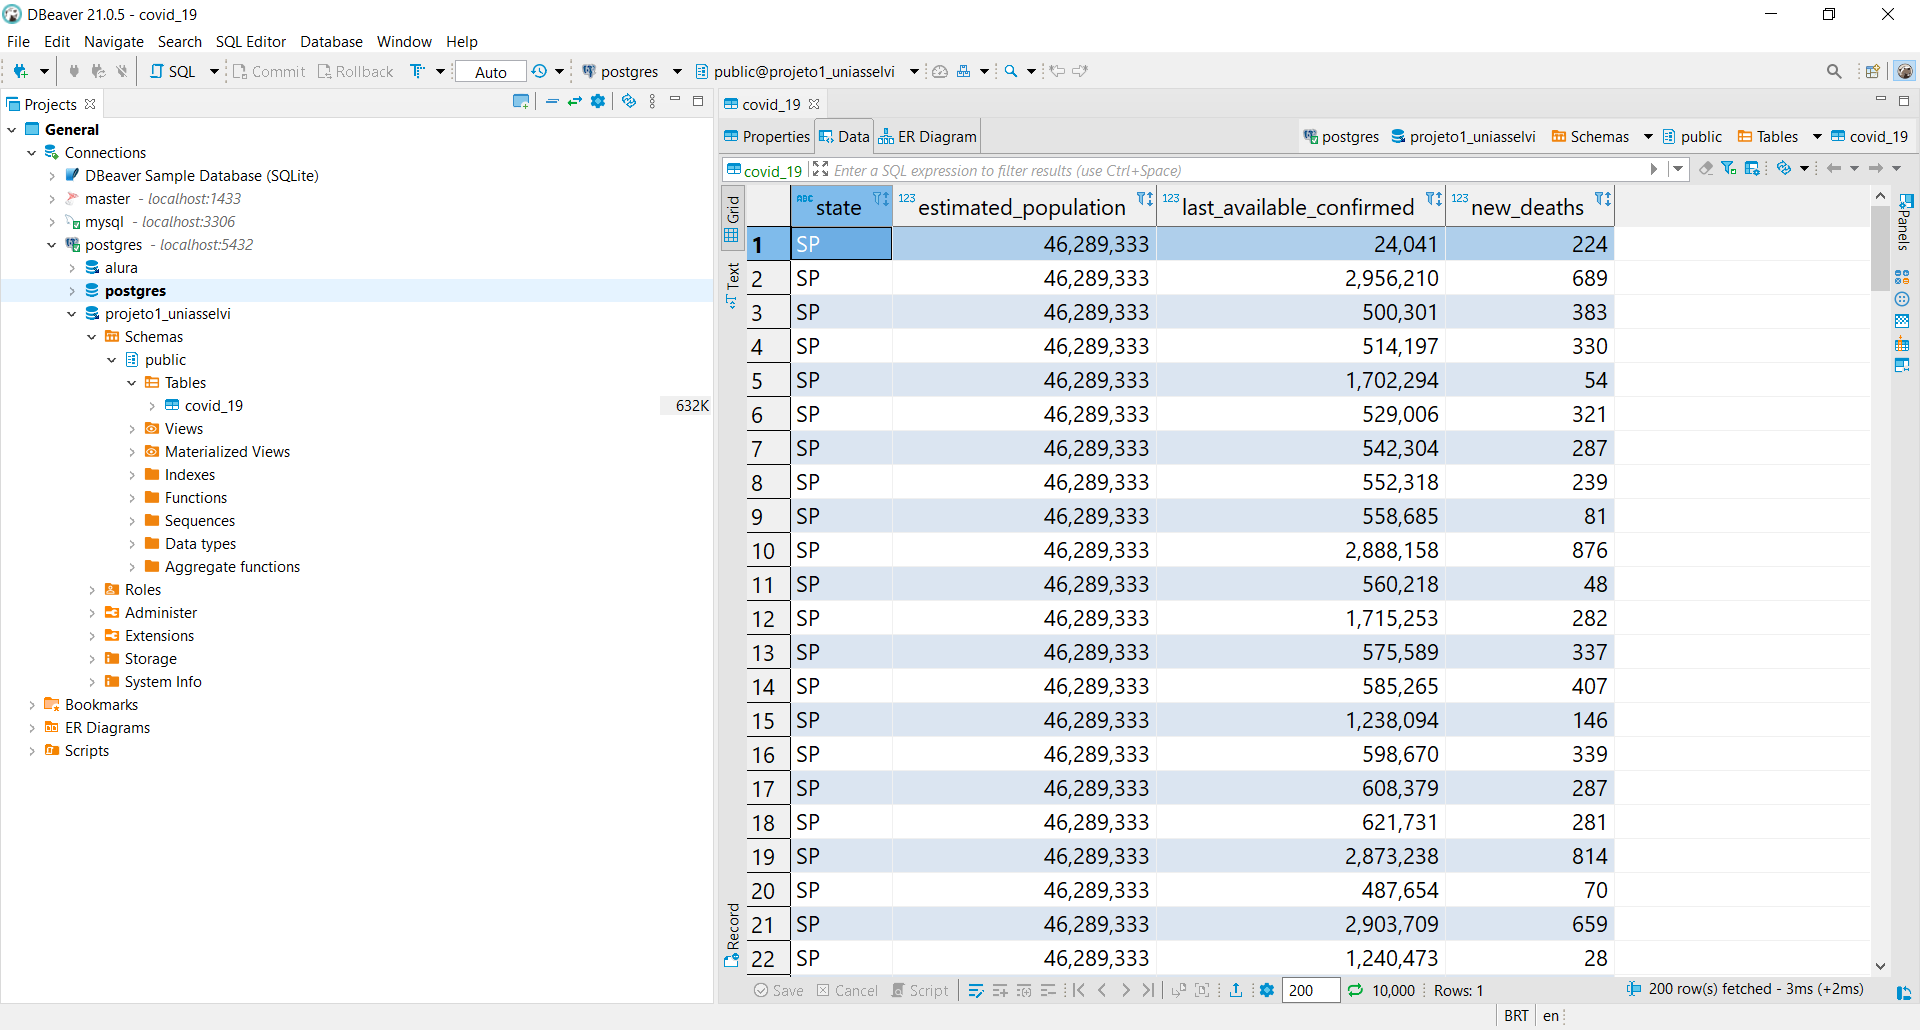 DBeaver 21.0.5 - covid_19
File Edit Navigate Search SQL Editor Database Window Help
SQL Commit Rollback Auto postgres public@projeto1_uniasselvi
Projects
General
Connections
DBeaver Sample Database (SQLite)
master - localhost:1433
mysql - localhost:3306
postgres - localhost:5432
alura
postgres
projeto1_uniasselvi
Schemas
public
Tables
covid_19 632K
Views
Materialized Views
Indexes
Functions
Sequences
Data types
Aggregate functions
Roles
Administer
Extensions
Storage
System Info
Bookmarks
ER Diagrams
Scripts
covid_19
Properties Data ER Diagram postgres projeto1_uniasselvi Schemas public Tables covid_19
covid_19 Enter a SQL expression to filter results (use Ctrl+Space)
Grid
Text
Record
Panels
ABC state 123 estimated_population 123 last_available_confirmed 123 new_deaths
1 SP 46,289,333 24,041 224
2 SP 46,289,333 2,956,210 689
3 SP 46,289,333 500,301 383
4 SP 46,289,333 514,197 330
5 SP 46,289,333 1,702,294 54
6 SP 46,289,333 529,006 321
7 SP 46,289,333 542,304 287
8 SP 46,289,333 552,318 239
9 SP 46,289,333 558,685 81
10 SP 46,289,333 2,888,158 876
11 SP 46,289,333 560,218 48
12 SP 46,289,333 1,715,253 282
13 SP 46,289,333 575,589 337
14 SP 46,289,333 585,265 407
15 SP 46,289,333 1,238,094 146
16 SP 46,289,333 598,670 339
17 SP 46,289,333 608,379 287
18 SP 46,289,333 621,731 281
19 SP 46,289,333 2,873,238 814
20 SP 46,289,333 487,654 70
21 SP 46,289,333 2,903,709 659
22 SP 46,289,333 1,240,473 28
Save Cancel Script 200 10,000 Rows: 1 200 row(s) fetched - 3ms (+2ms)
BRT en